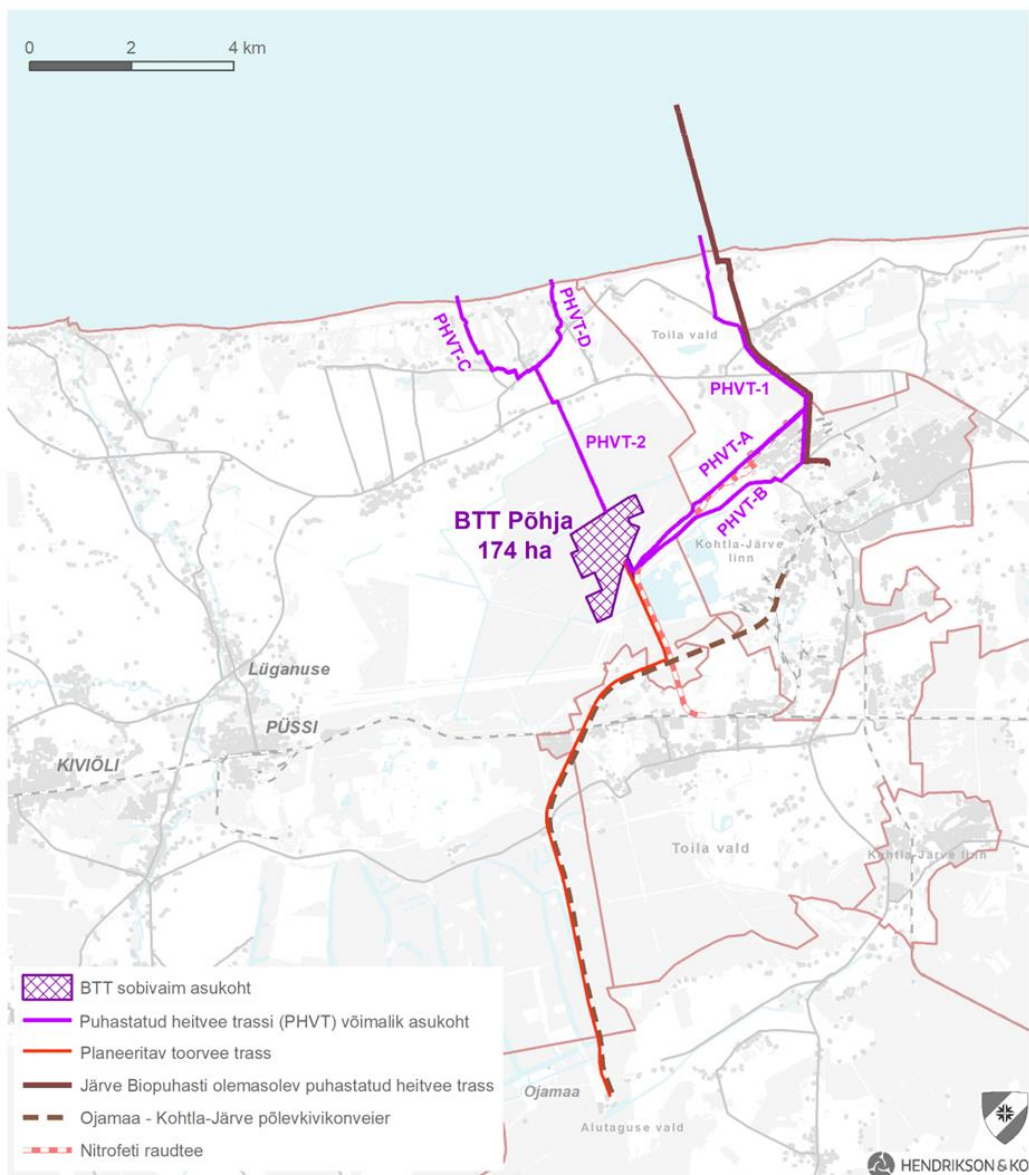 0 2 4 km
PHVT-C
PHVT-D
Toila vald
PHVT-1
PHVT-2
PHVT-A
PHVT-B
BTT Põhja
174 ha
Kohtla-Järve
linn
Lüganuse
PÜSSI
KIVIÕLI
Toila vald
Kohtla-Järve linn
BTT sobivaim asukoht
Puhastatud heitvee trassi (PHVT) võimalik asukoht
Planeeritav toorvee trass
Järve Biopuhasti olemasolev puhastatud heitvee trass
Ojamaa - Kohtla-Järve põlevkivikonveier
Nitrofeti raudtee
Ojamaa
Alutaguse vald
HENDRIKSON & KO